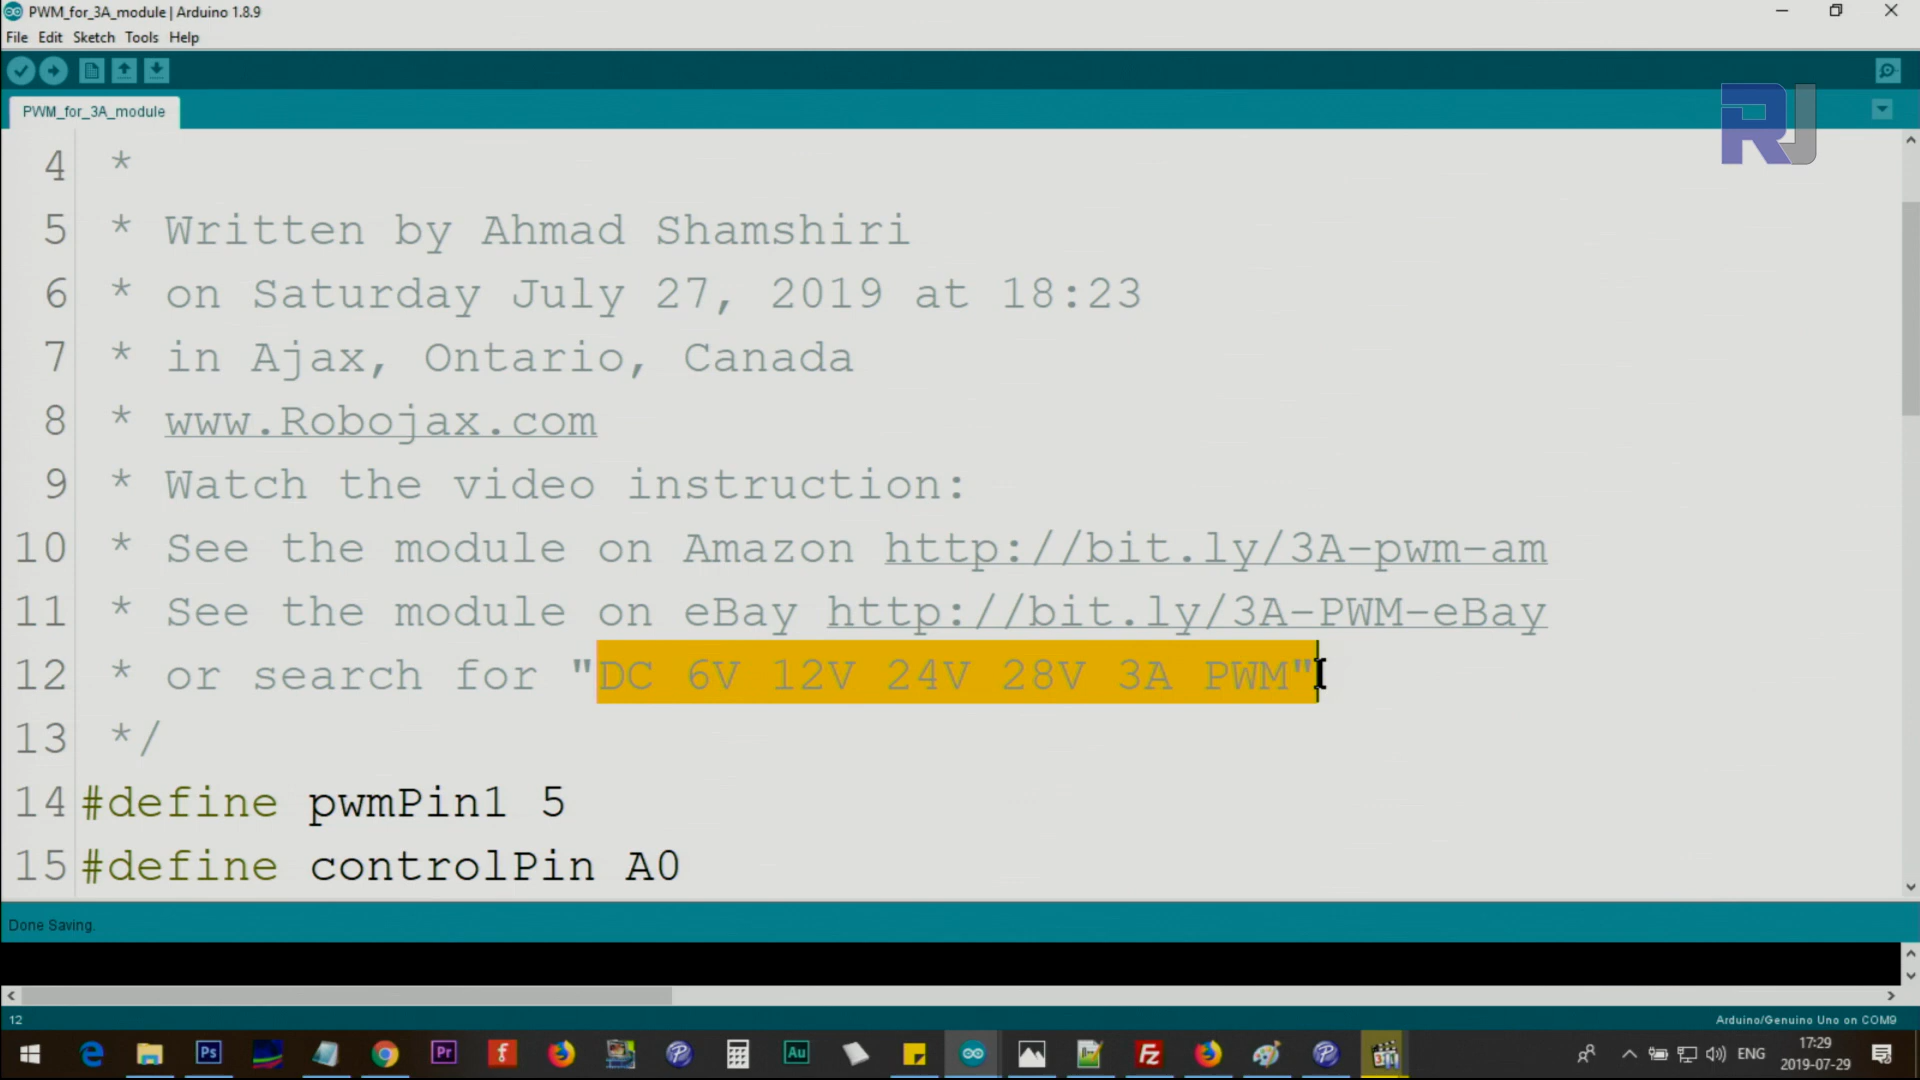 PWM_for_3A_module | Arduino 1.8.9
File Edit Sketch Tools Help
RJ
PWM_for_3A_module
4 *
5 * Written by Ahmad Shamshiri
6 * on Saturday July 27, 2019 at 18:23
7 * in Ajax, Ontario, Canada
8 * www.Robojax.com
9 * Watch the video instruction:
10 * See the module on Amazon http://bit.ly/3A-pwm-am
11 * See the module on eBay http://bit.ly/3A-PWM-eBay
12 * or search for "DC 6V 12V 24V 28V 3A PWM"
13 */
14 #define pwmPin1 5
15 #define controlPin A0
Done Saving.
12
Arduino/Genuino Uno on COM9
Ps
Pr
f
Au
Fz
ENG
17:29
2019-07-29